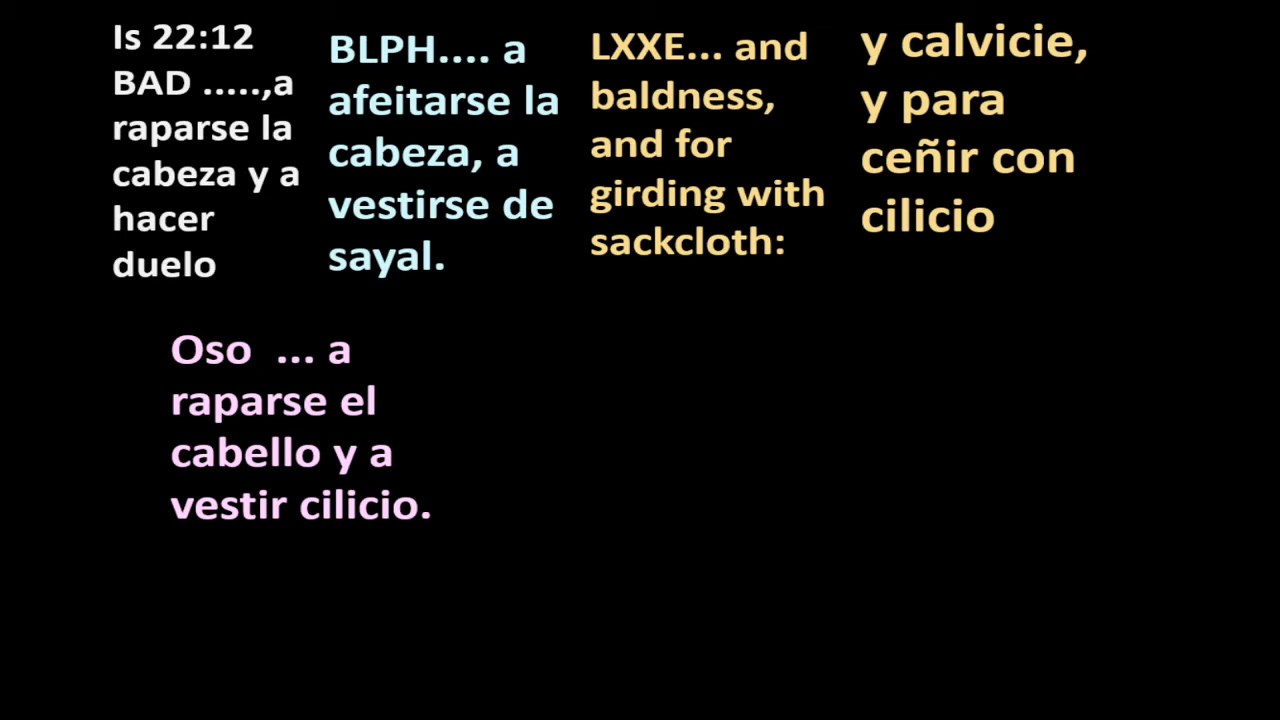 Is 22:12
BAD .....,a
raparse la
cabeza y a
hacer
duelo
BLPH.... a
afeitarse la
cabeza, a
vestirse de
sayal.
LXXE... and
baldness,
and for
girding with
sackcloth:
y calvicie,
y para
ceñir con
cilicio
Oso ... a
raparse el
cabello y a
vestir cilicio.